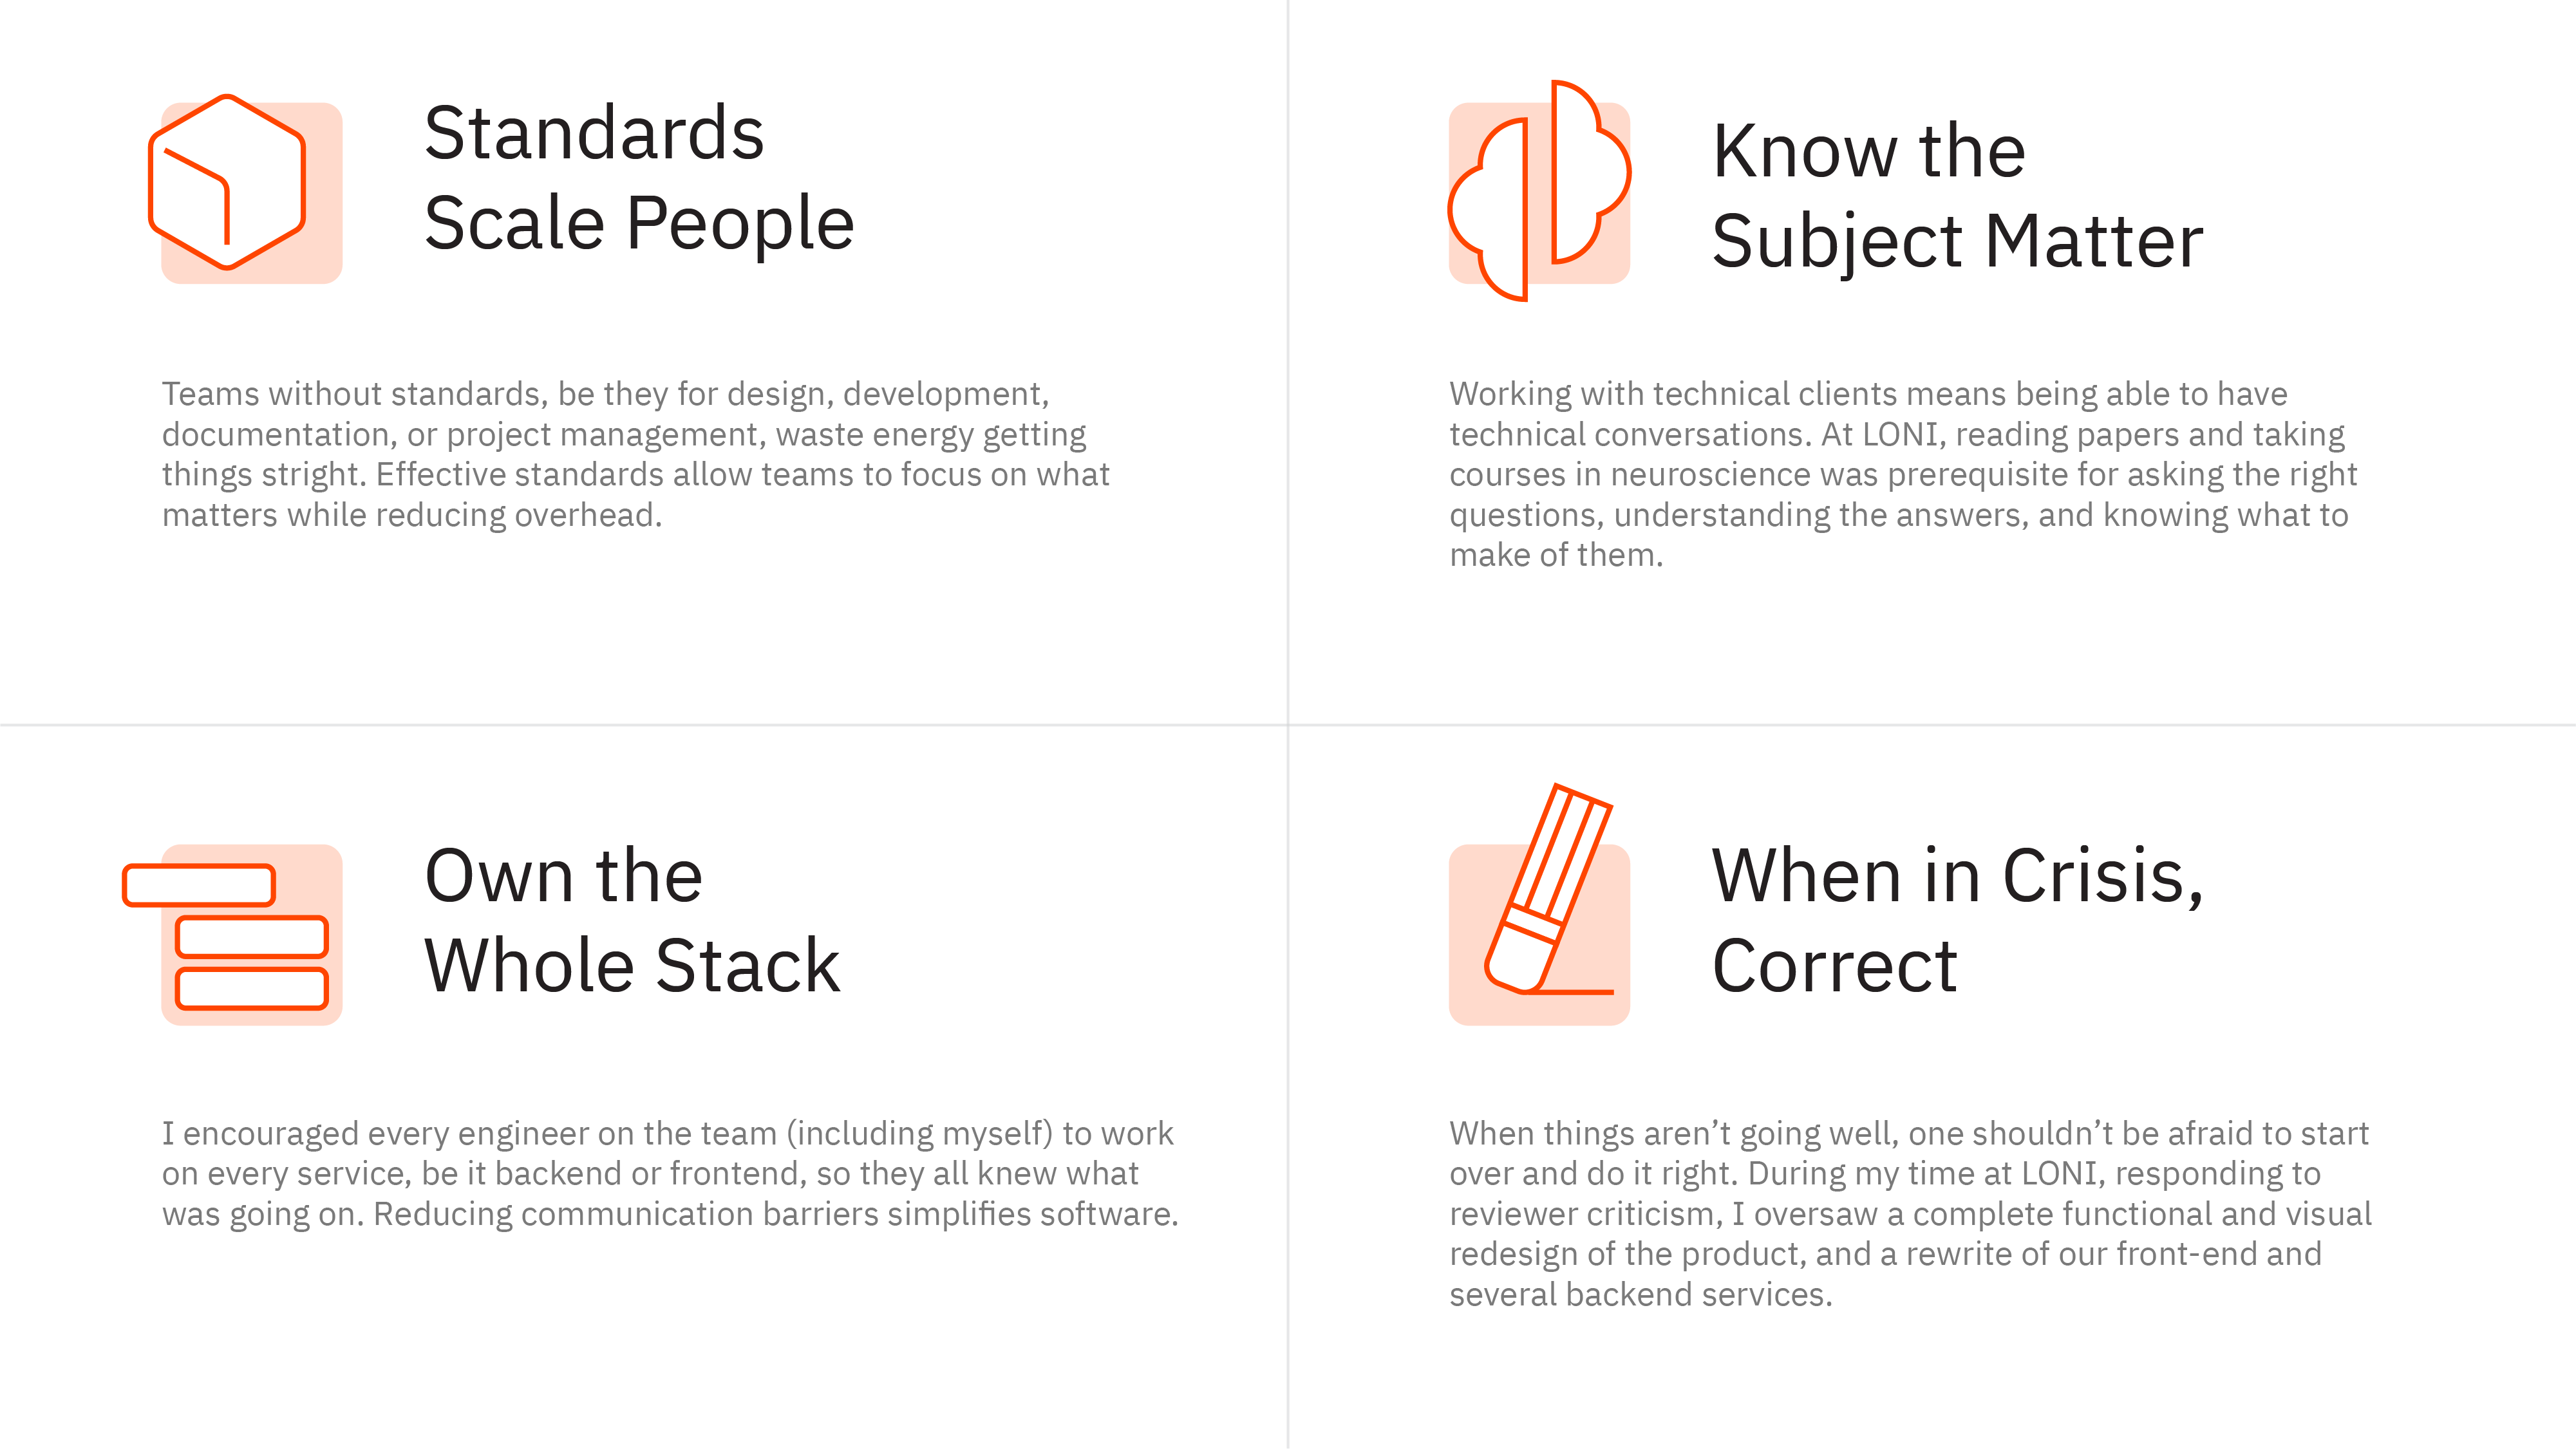 Standards
Scale People
Teams without standards, be they for design, development,
documentation, or project management, waste energy getting
things stright. Effective standards allow teams to focus on what
matters while reducing overhead.
Know the
Subject Matter
Working with technical clients means being able to have
technical conversations. At LONI, reading papers and taking
courses in neuroscience was prerequisite for asking the right
questions, understanding the answers, and knowing what to
make of them.
Own the
Whole Stack
I encouraged every engineer on the team (including myself) to work
on every service, be it backend or frontend, so they all knew what
was going on. Reducing communication barriers simplifies software.
When in Crisis,
Correct
When things aren’t going well, one shouldn’t be afraid to start
over and do it right. During my time at LONI, responding to
reviewer criticism, I oversaw a complete functional and visual
redesign of the product, and a rewrite of our front-end and
several backend services.